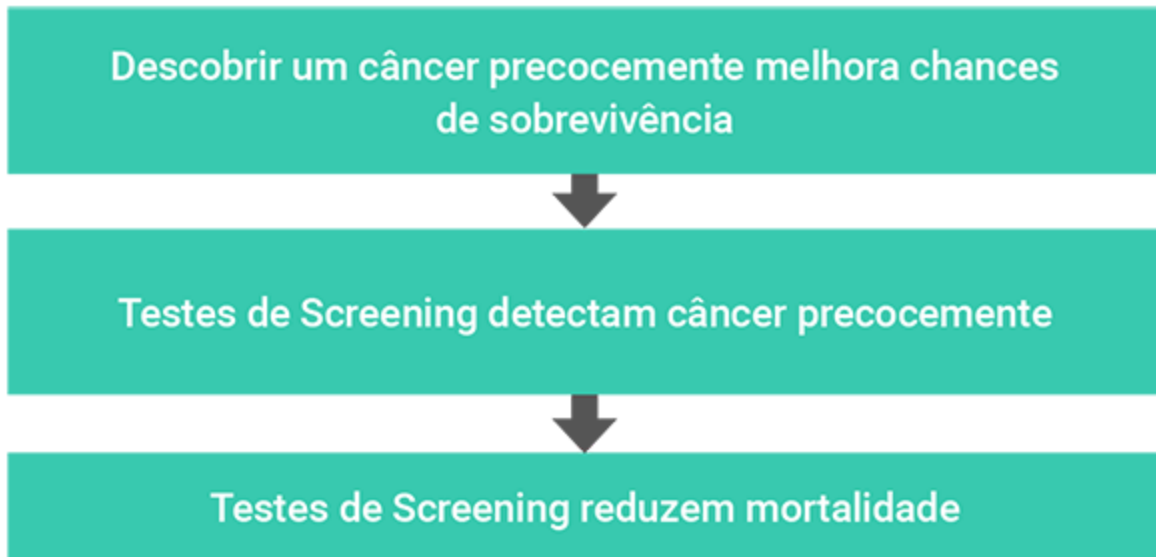 Descobrir um câncer precocemente melhora chances
de sobrevivência
Testes de Screening detectam câncer precocemente
Testes de Screening reduzem mortalidade